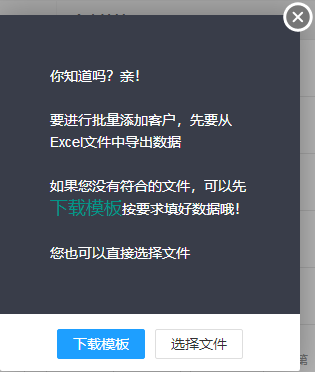 你知道吗？亲！
要进行批量添加客户，先要从
Excel文件中导出数据
如果您没有符合的文件，可以先
下载模板按要求填好数据哦！
您也可以直接选择文件
下载模板 选择文件
第